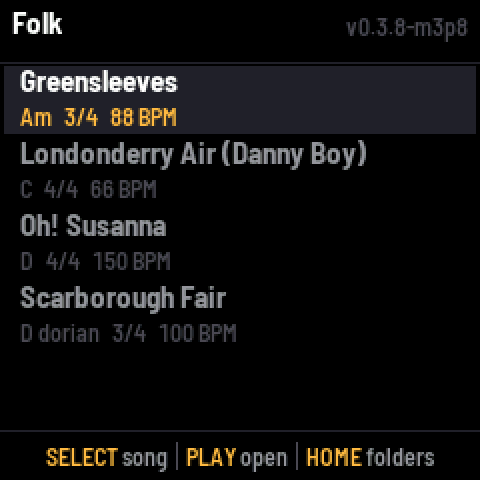 Folk v0.3.8-m3p8
Greensleeves
Am 3/4 88 BPM
Londonderry Air (Danny Boy)
C 4/4 66 BPM
Oh! Susanna
D 4/4 150 BPM
Scarborough Fair
D dorian 3/4 100 BPM
SELECT song | PLAY open | HOME folders